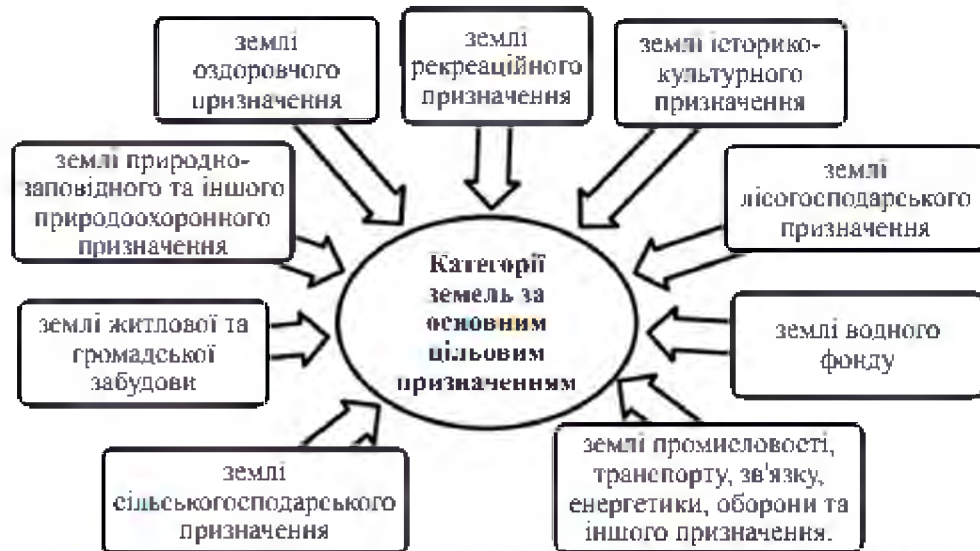 землі
оздоровчого
призначення
землі
рекреаційного
призначення
землі історико-
культурного
призначення
землі природно-
заповідного та іншого
природоохоронного
призначення
землі
лісогосподарського
призначення
Категорії
земель за
основним
цільовим
призначенням
землі житлової та
громадської
забудови
землі водного
фонду
землі
сільськогосподарського
призначення
землі промисловості,
транспорту, зв'язку,
енергетики, оборони та
іншого призначення.